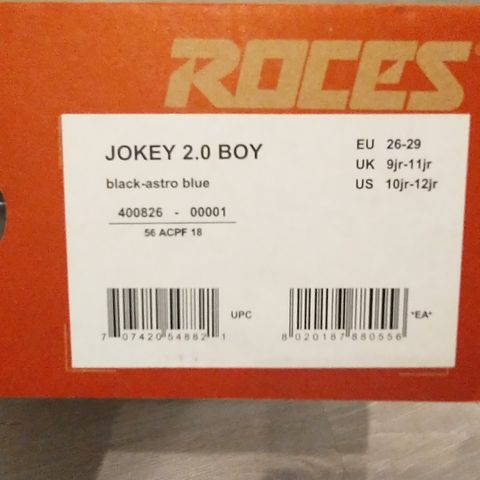 ROCES
JOKEY 2.0 BOY
black-astro blue
400826 - 00001
56 ACPF 18
EU 26-29
UK 9jr-11jr
US 10jr-12jr
UPC
7 07420 54882 1
*EA*
8 020187 880556